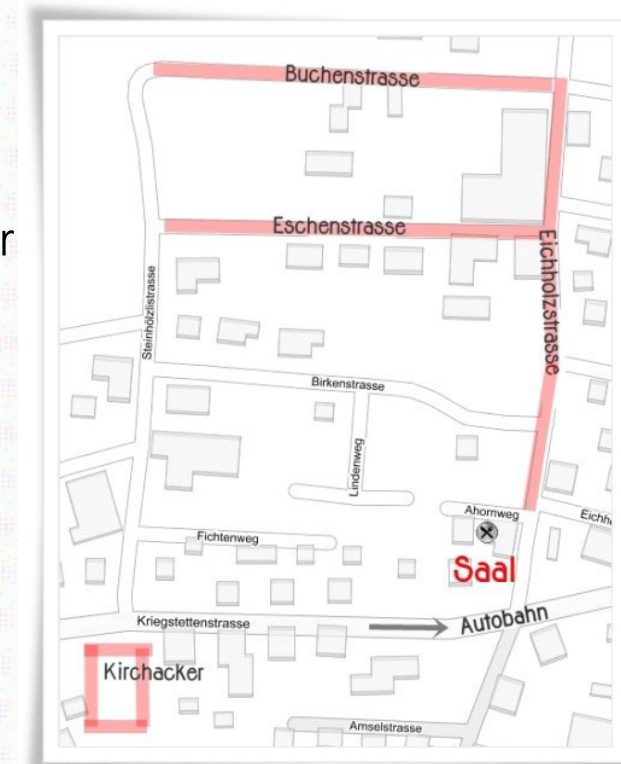 Buchenstrasse
r
Eschenstrasse
Eichholzstrasse
Steinhölzlistrasse
Birkenstrasse
Lindenweg
Ahornweg
Eichh
Fichtenweg
Saal
Kriegstettenstrasse
Autobahn
Kirchacker
Amselstrasse